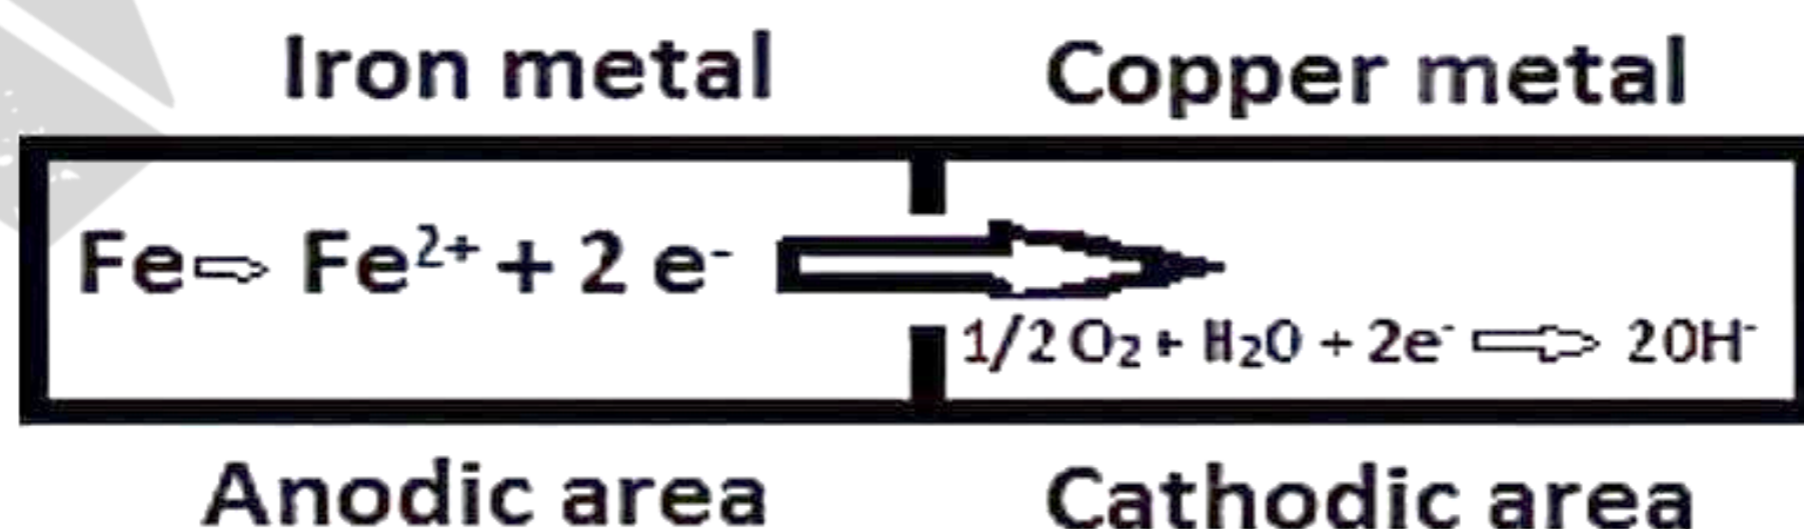 Iron metal
Copper metal
Fe⇨ Fe²⁺ + 2 e⁻
1/2 O₂ + H₂O + 2e⁻ ⇨ 2OH⁻
Anodic area
Cathodic area